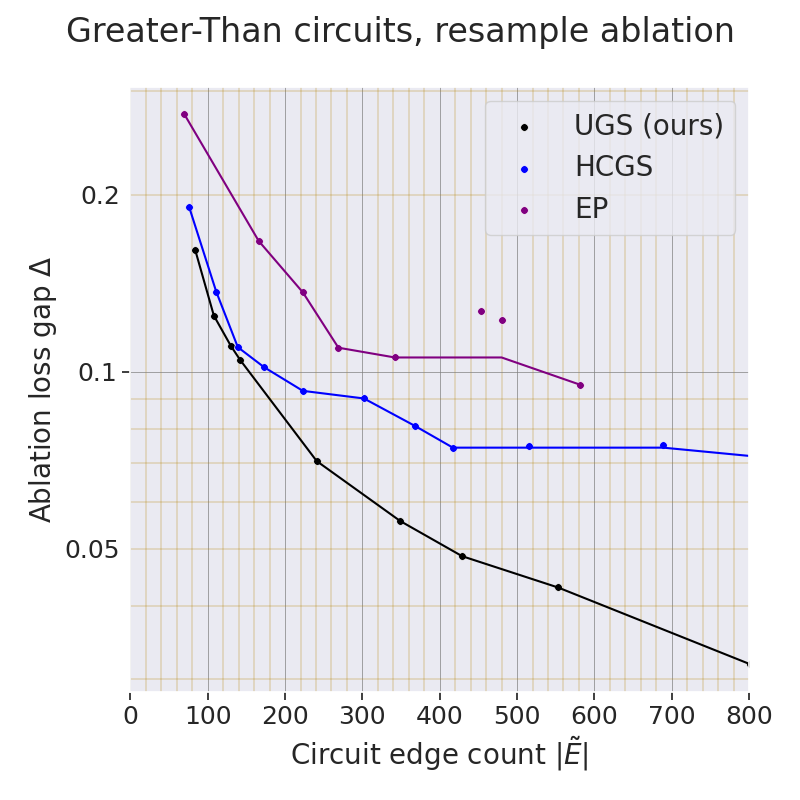 Greater-Than circuits, resample ablation
UGS (ours)
HCGS
EP
0.2
0.1
0.05
Ablation loss gap Δ
0 100 200 300 400 500 600 700 800
Circuit edge count |Ẽ|